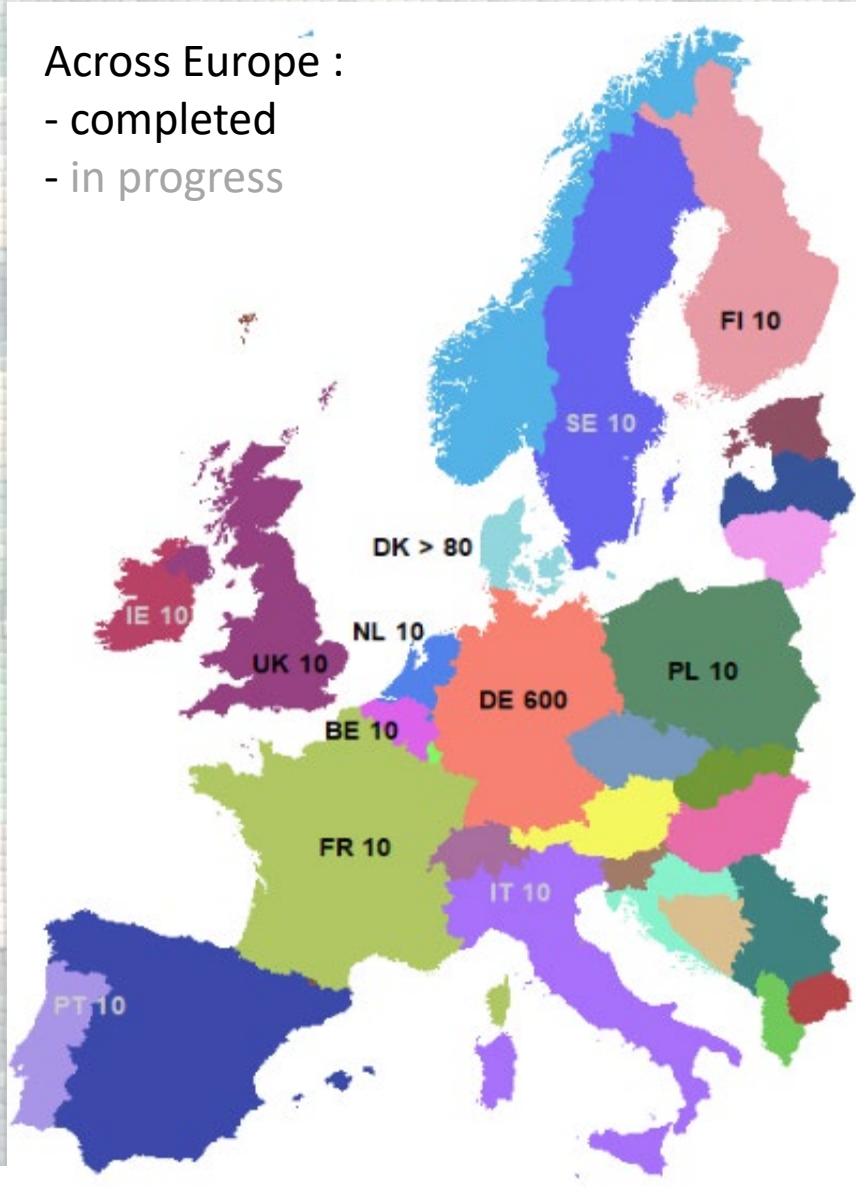 Across Europe :
- completed
- in progress
FI 10
SE 10
DK > 80
IE 10
NL 10
UK 10
PL 10
DE 600
BE 10
FR 10
IT 10
PT 10